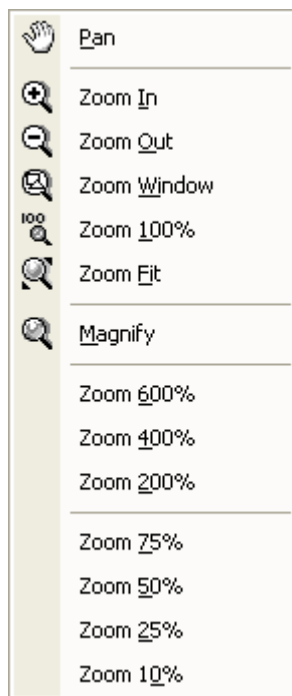 Pan
Zoom In
Zoom Out
Zoom Window
100
Zoom 100%
Zoom Fit
Magnify
Zoom 600%
Zoom 400%
Zoom 200%
Zoom 75%
Zoom 50%
Zoom 25%
Zoom 10%